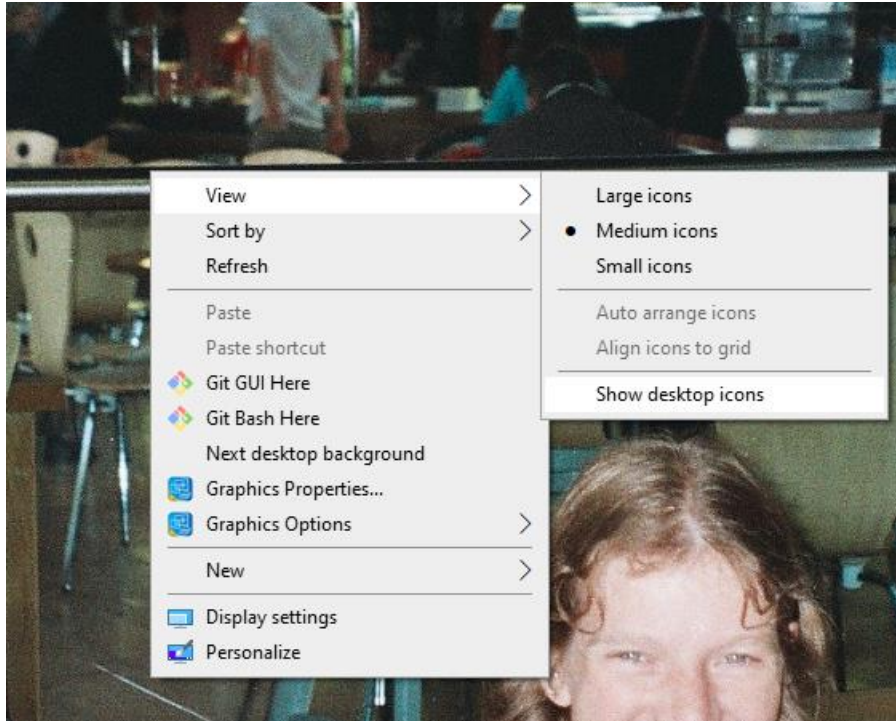 View
Sort by
Refresh
Paste
Paste shortcut
Git GUI Here
Git Bash Here
Next desktop background
Graphics Properties...
Graphics Options
New
Display settings
Personalize
Large icons
Medium icons
Small icons
Auto arrange icons
Align icons to grid
Show desktop icons